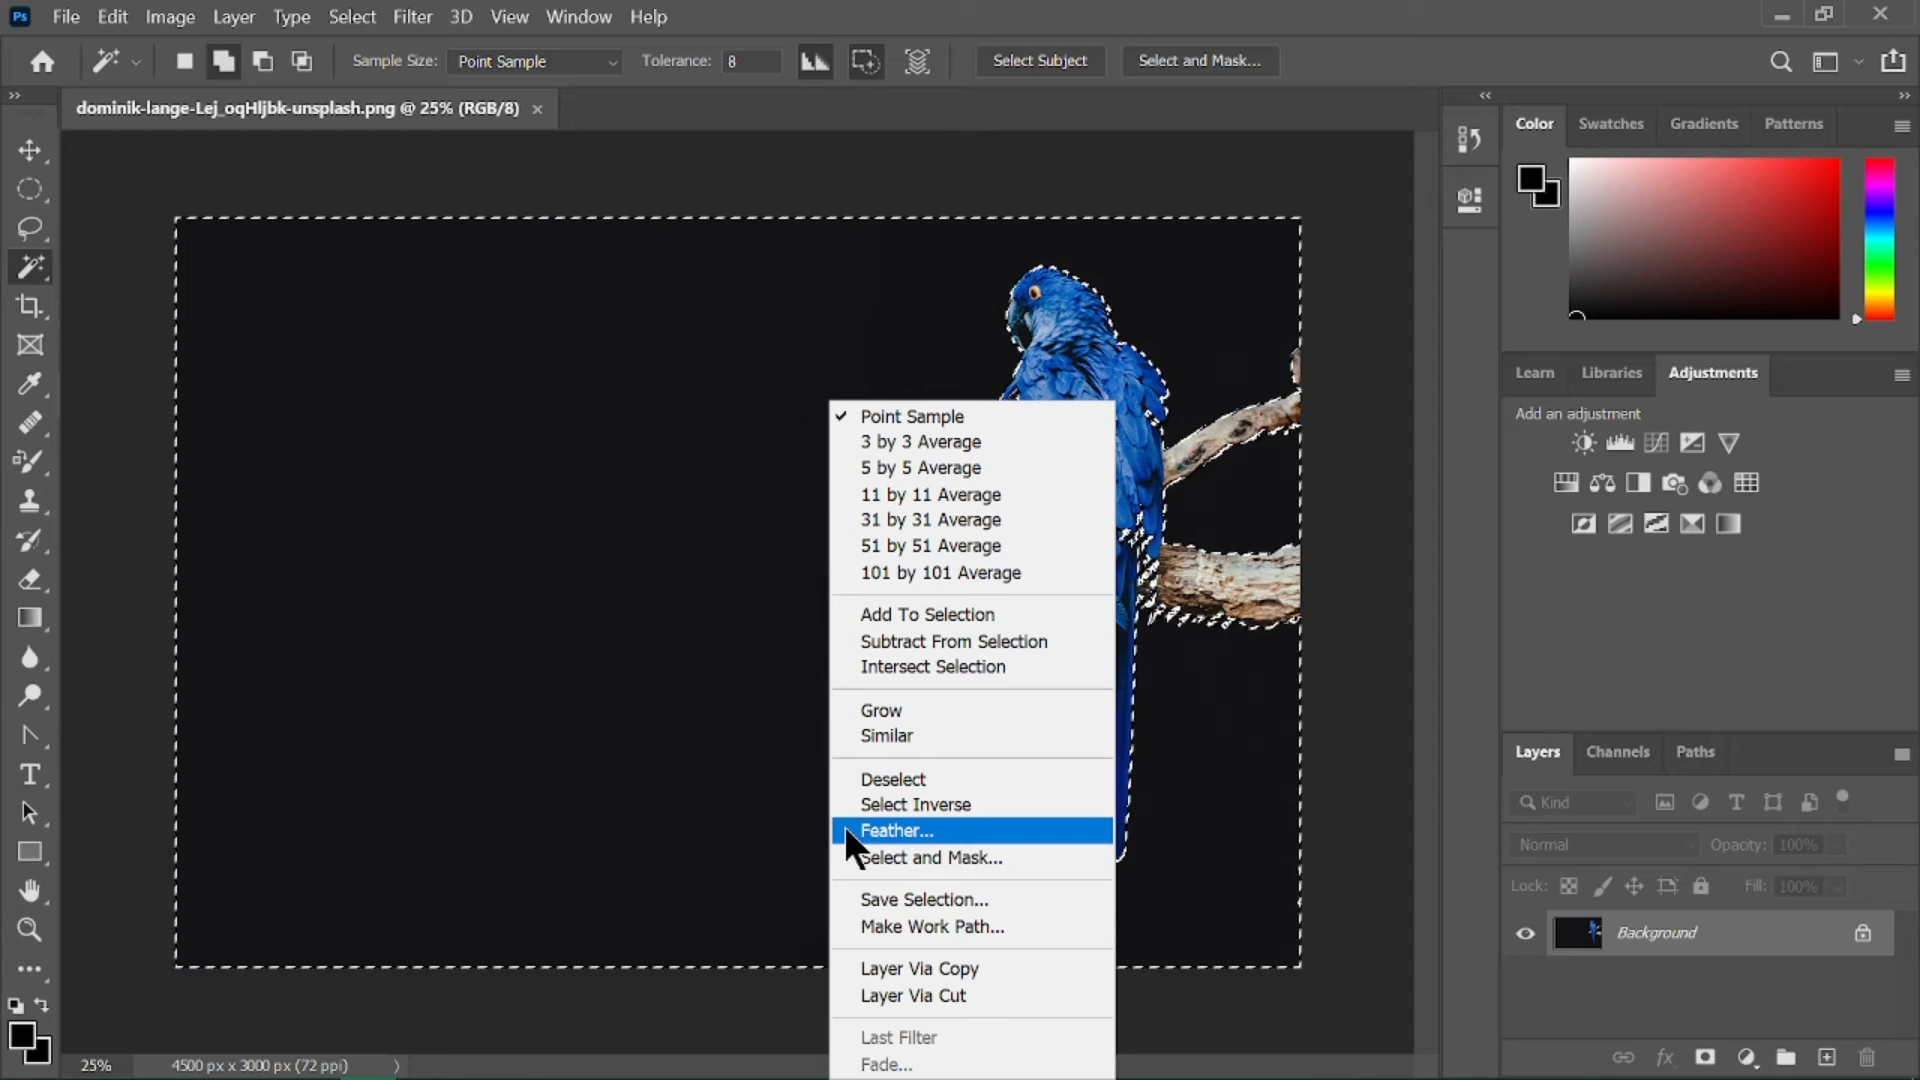 Ps File Edit Image Layer Type Select Filter 3D View Window Help
Sample Size: Point Sample Tolerance: 8 Select Subject Select and Mask...
dominik-lange-Lej_oqHljbk-unsplash.png @ 25% (RGB/8)
Color Swatches Gradients Patterns
Learn Libraries Adjustments
Add an adjustment
Point Sample
3 by 3 Average
5 by 5 Average
11 by 11 Average
31 by 31 Average
51 by 51 Average
101 by 101 Average
Add To Selection
Subtract From Selection
Intersect Selection
Grow
Similar
Deselect
Select Inverse
Feather...
Select and Mask...
Save Selection...
Make Work Path...
Layer Via Copy
Layer Via Cut
Last Filter
Fade...
Layers Channels Paths
Kind
Normal Opacity: 100%
Lock: Fill: 100%
Background
25% 4500 px x 3000 px (72 ppi)